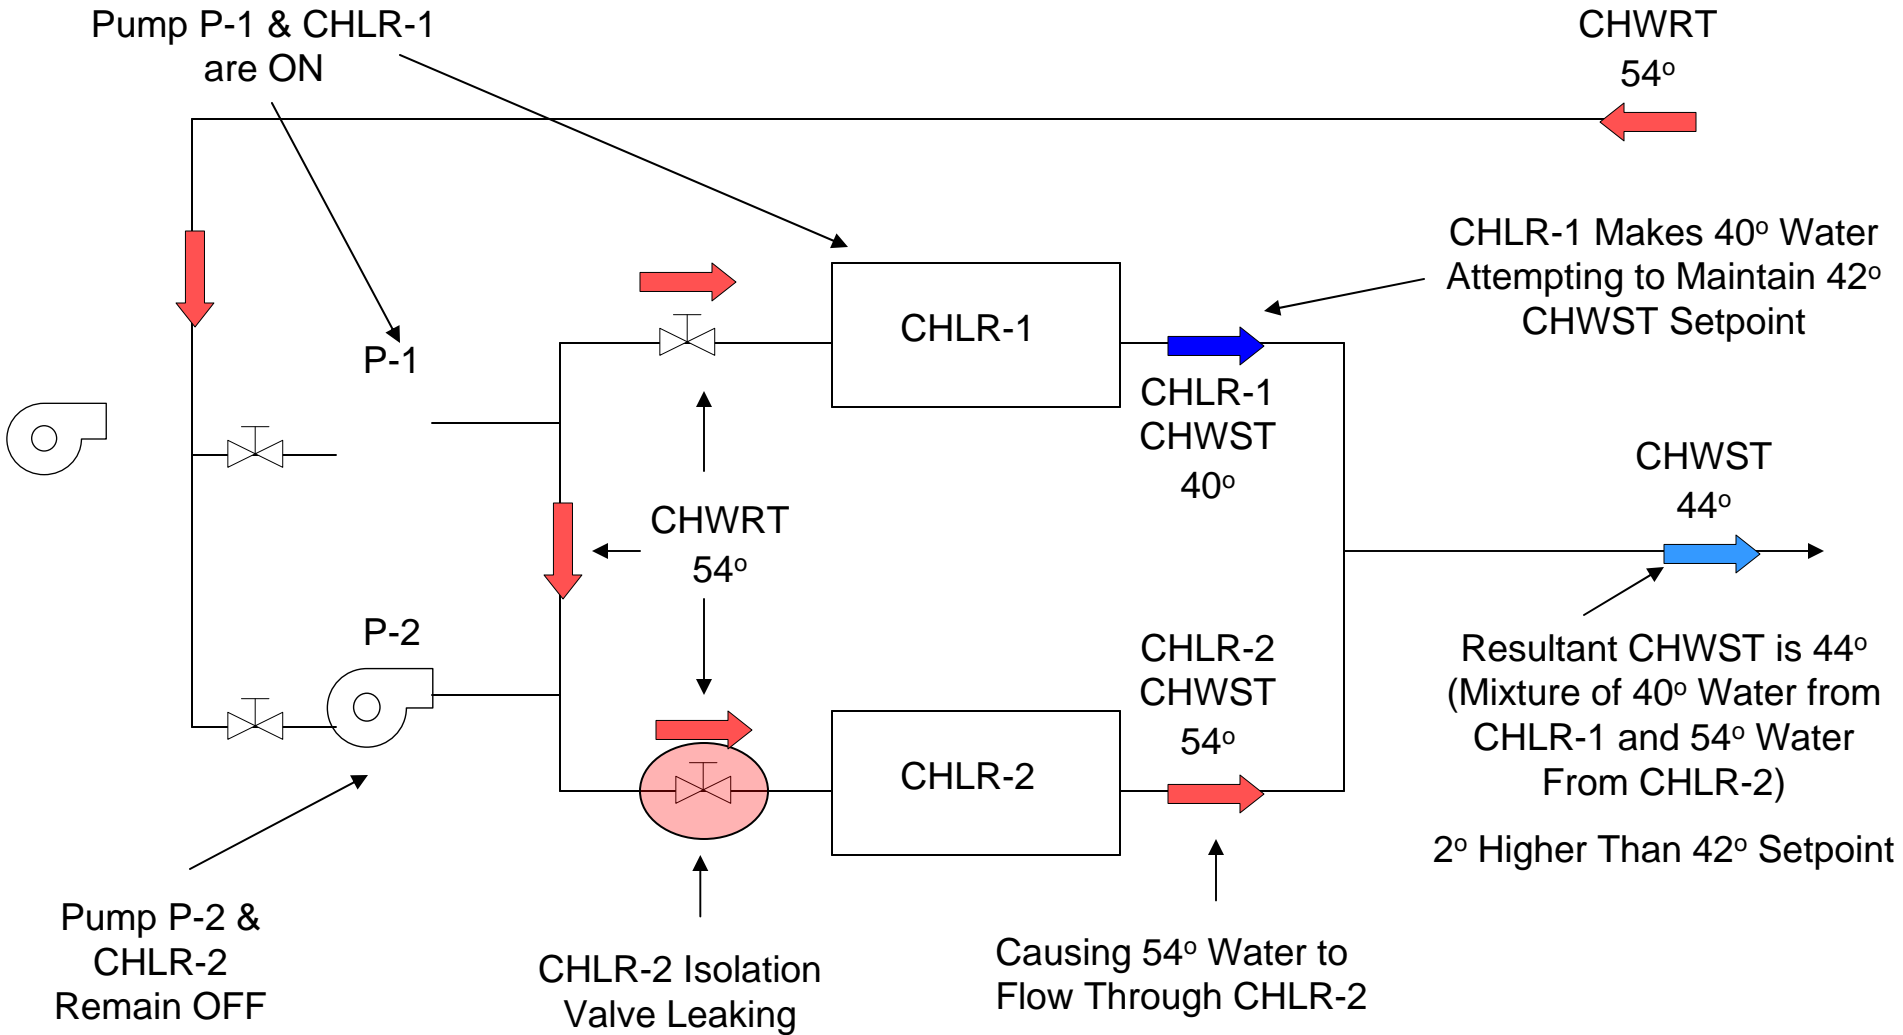 Pump P-1 & CHLR-1
are ON
CHWRT
54º
CHLR-1 Makes 40º Water
Attempting to Maintain 42º
CHWST Setpoint
P-1
CHLR-1
CHLR-1
CHWST
40º
CHWRT
54º
CHWST
44º
P-2
CHLR-2
CHLR-2
CHWST
54º
Resultant CHWST is 44º
(Mixture of 40º Water from
CHLR-1 and 54º Water
From CHLR-2)
2º Higher Than 42º Setpoint
Pump P-2 &
CHLR-2
Remain OFF
CHLR-2 Isolation
Valve Leaking
Causing 54º Water to
Flow Through CHLR-2